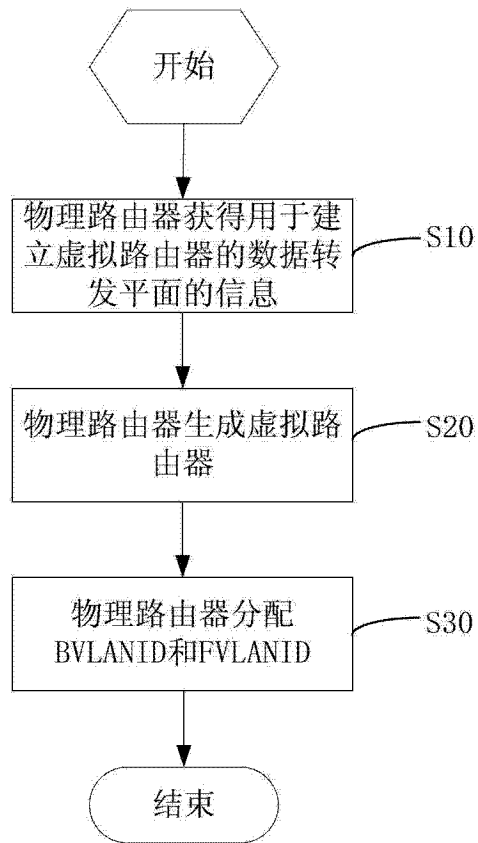 开始
物理路由器获得用于建
立虚拟路由器的数据转
发平面的信息
S10
物理路由器生成虚拟路
由器
S20
物理路由器分配
BVLANID和FVLANID
S30
结束